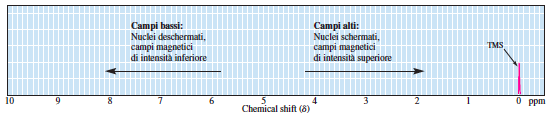 Campi bassi:
Nuclei deschermati,
campi magnetici
di intensità inferiore
Campi alti:
Nuclei schermati,
campi magnetici
di intensità superiore
TMS
10 9 8 7 6 5 4 3 2 1 0 ppm
Chemical shift (δ)